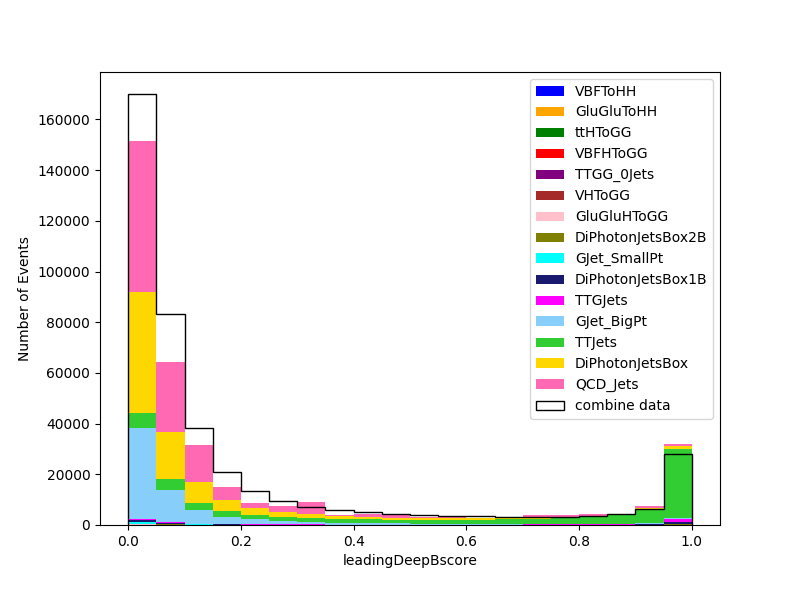 VBFToHH
GluGluToHH
ttHToGG
VBFHToGG
TTGG_0Jets
VHToGG
GluGluHToGG
DiPhotonJetsBox2B
GJet_SmallPt
DiPhotonJetsBox1B
TTGJets
GJet_BigPt
TTJets
DiPhotonJetsBox
QCD_Jets
combine data
Number of Events
160000
140000
120000
100000
80000
60000
40000
20000
0
0.0 0.2 0.4 0.6 0.8 1.0
leadingDeepBscore